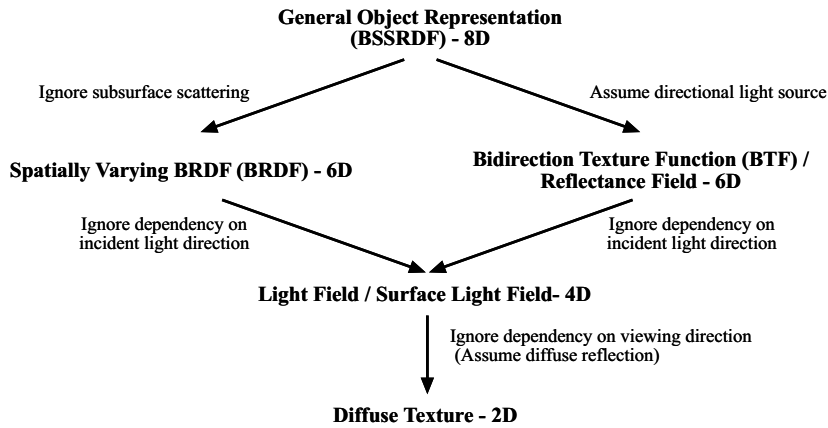 General Object Representation
(BSSRDF) - 8D
Ignore subsurface scattering
Assume directional light source
Spatially Varying BRDF (BRDF) - 6D
Bidirection Texture Function (BTF) /
Reflectance Field - 6D
Ignore dependency on
incident light direction
Ignore dependency on
incident light direction
Light Field / Surface Light Field- 4D
Ignore dependency on viewing direction
(Assume diffuse reflection)
Diffuse Texture - 2D